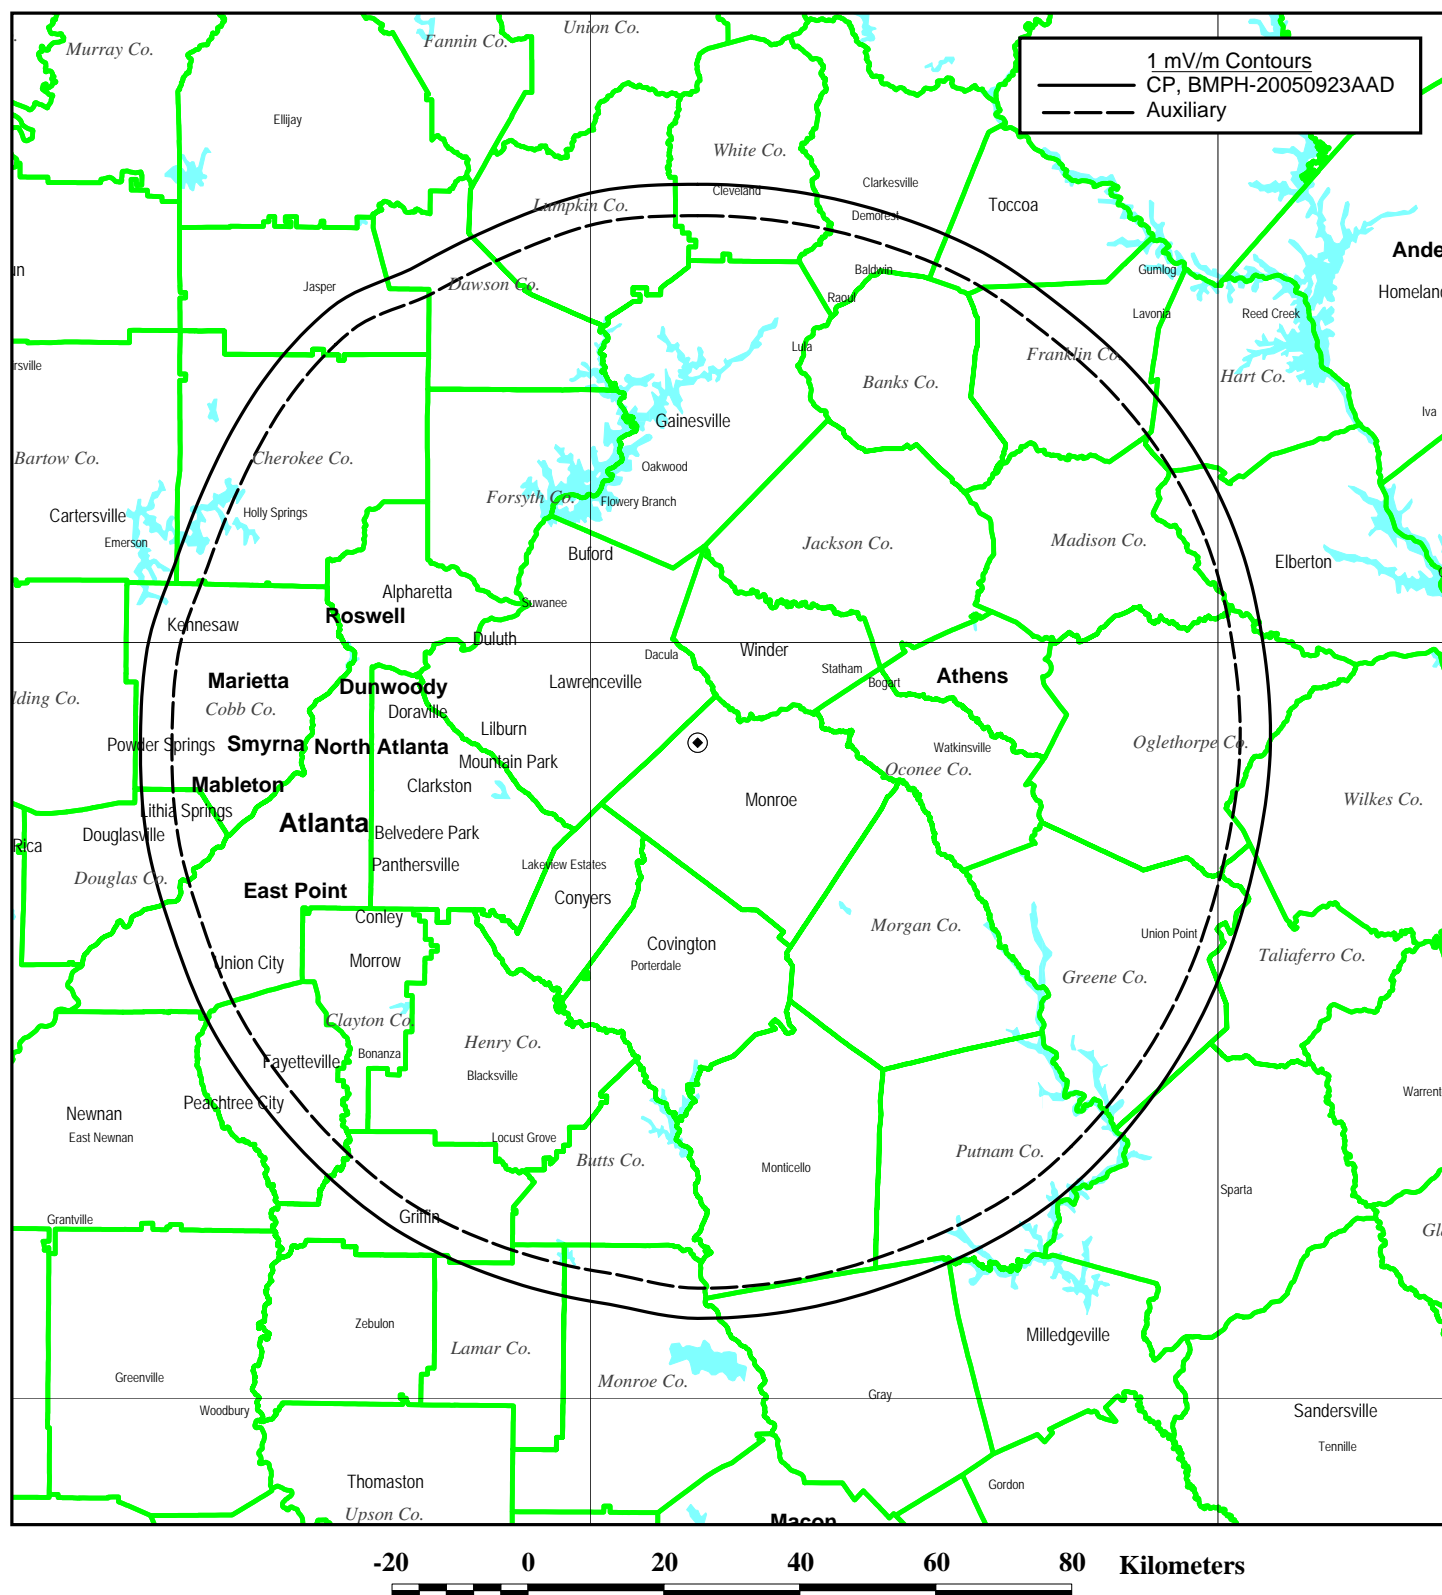 Union Co.
Fannin Co.
Murray Co.
1 mV/m Contours
CP, BMPH-20050923AAD
Auxiliary
Ellijay
White Co.
Cleveland
Clarkesville
Lumpkin Co.
Demorest
Toccoa
Ande
Jasper
Dawson Co.
Baldwin
Gumlog
Raoul
Homeland
Lavonia
Reed Creek
Lula
Franklin Co.
rsville
Banks Co.
Hart Co.
Iva
Gainesville
Bartow Co.
Cherokee Co.
Oakwood
Forsyth Co.
Flowery Branch
Cartersville
Holly Springs
Emerson
Jackson Co.
Madison Co.
Buford
Elberton
Alpharetta
Suwanee
Roswell
Kennesaw
Duluth
Dacula
Winder
Statham
Bogart
Athens
Marietta
Dunwoody
Lawrenceville
lding Co.
Cobb Co.
Doraville
Lilburn
Powder Springs
Smyrna
North Atlanta
Watkinsville
Oglethorpe Co.
Mountain Park
Oconee Co.
Mableton
Clarkston
Monroe
Wilkes Co.
Lithia Springs
Atlanta
Douglasville
Belvedere Park
Rica
Panthersville
Lakeview Estates
Douglas Co.
East Point
Conyers
Conley
Morgan Co.
Covington
Union Point
Union City
Morrow
Porterdale
Greene Co.
Taliaferro Co.
Clayton Co.
Henry Co.
Bonanza
Fayetteville
Blacksville
Warrent
Peachtree City
Newnan
East Newnan
Locust Grove
Butts Co.
Monticello
Putnam Co.
Sparta
Grantville
Griffin
Gl
Zebulon
Lamar Co.
Milledgeville
Greenville
Monroe Co.
Gray
Woodbury
Sandersville
Tennille
Thomaston
Gordon
Upson Co.
Macon
-20 0 20 40 60 80 Kilometers